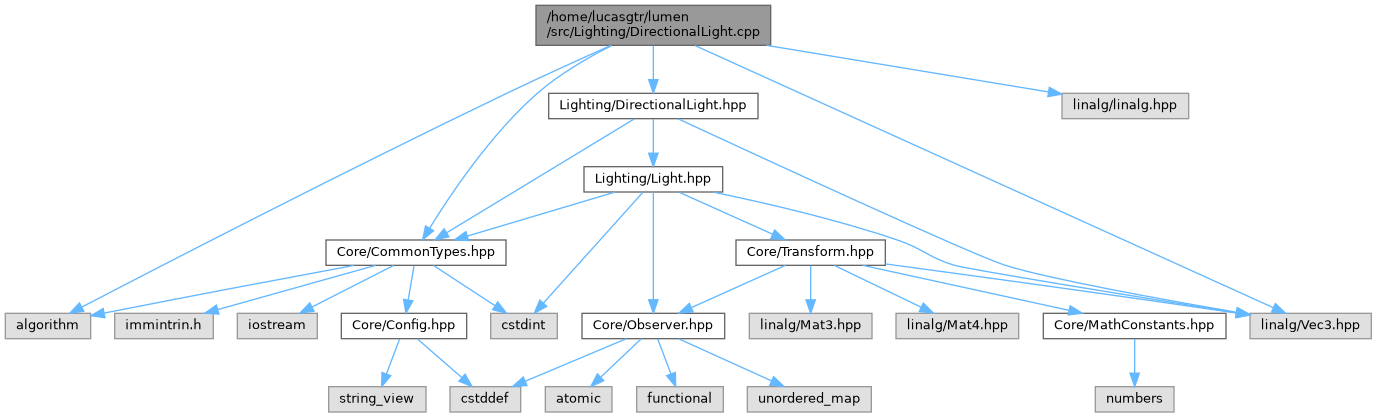 /home/lucasgtr/lumen
/src/Lighting/DirectionalLight.cpp
Lighting/DirectionalLight.hpp
linalg/linalg.hpp
Lighting/Light.hpp
Core/CommonTypes.hpp
Core/Transform.hpp
algorithm
immintrin.h
iostream
Core/Config.hpp
cstdint
Core/Observer.hpp
linalg/Mat3.hpp
linalg/Mat4.hpp
Core/MathConstants.hpp
linalg/Vec3.hpp
string_view
cstddef
atomic
functional
unordered_map
numbers